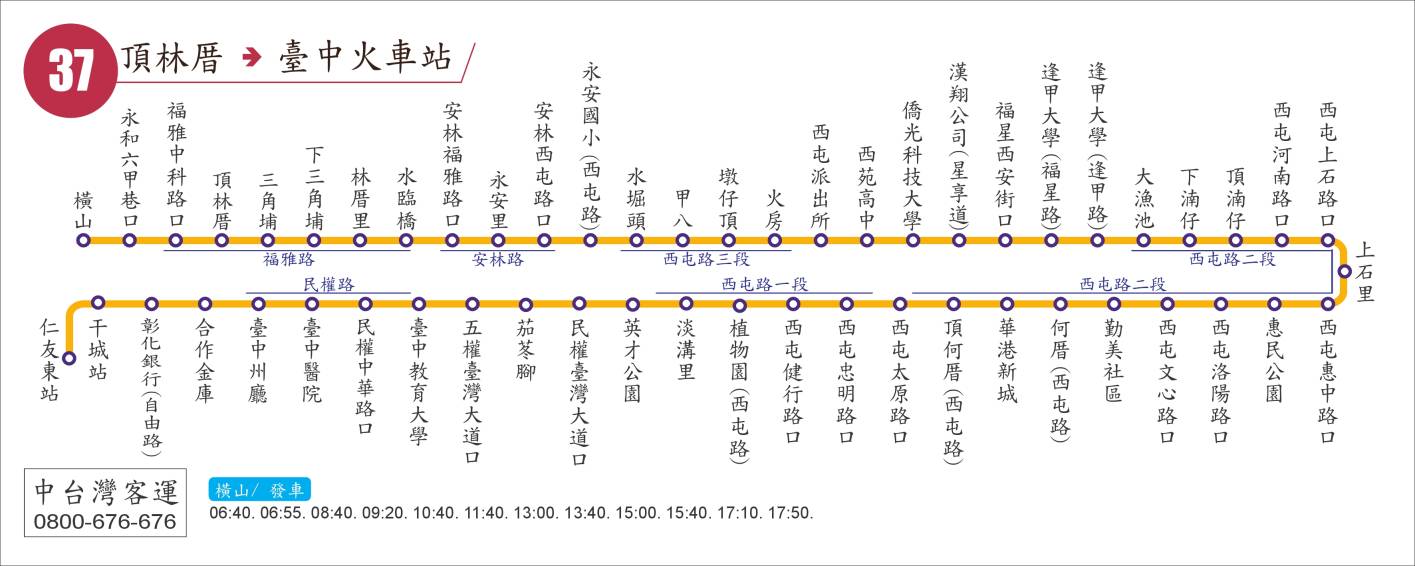 37
頂林厝 → 臺中火車站
橫山
永和六甲巷口
福雅中科路口
頂林厝
三角埔
下三角埔
林厝里
水臨橋
安林福雅路口
永安里
安林西屯路口
永安國小(西屯路)
水堀頭
甲八
墩仔頂
火房
西屯派出所
西苑高中
僑光科技大學
漢翔公司(星享道)
福星西安街口
逢甲大學(福星路)
逢甲大學(逢甲路)
大漁池
下湳仔
頂湳仔
西屯河南路口
西屯上石路口
福雅路
安林路
西屯路三段
西屯路二段
上石里
民權路
西屯路一段
西屯路二段
仁友東站
干城站
彰化銀行(自由路)
合作金庫
臺中州廳
臺中醫院
民權中華路口
臺中教育大學
五權臺灣大道口
茄苳腳
民權臺灣大道口
英才公園
淡溝里
植物園(西屯路)
西屯健行路口
西屯忠明路口
西屯太原路口
頂何厝(西屯路)
華港新城
何厝(西屯路)
勤美社區
西屯文心路口
西屯洛陽路口
惠民公園
西屯惠中路口
中台灣客運
0800-676-676
橫山/ 發車
06:40. 06:55. 08:40. 09:20. 10:40. 11:40. 13:00. 13:40. 15:00. 15:40. 17:10. 17:50.